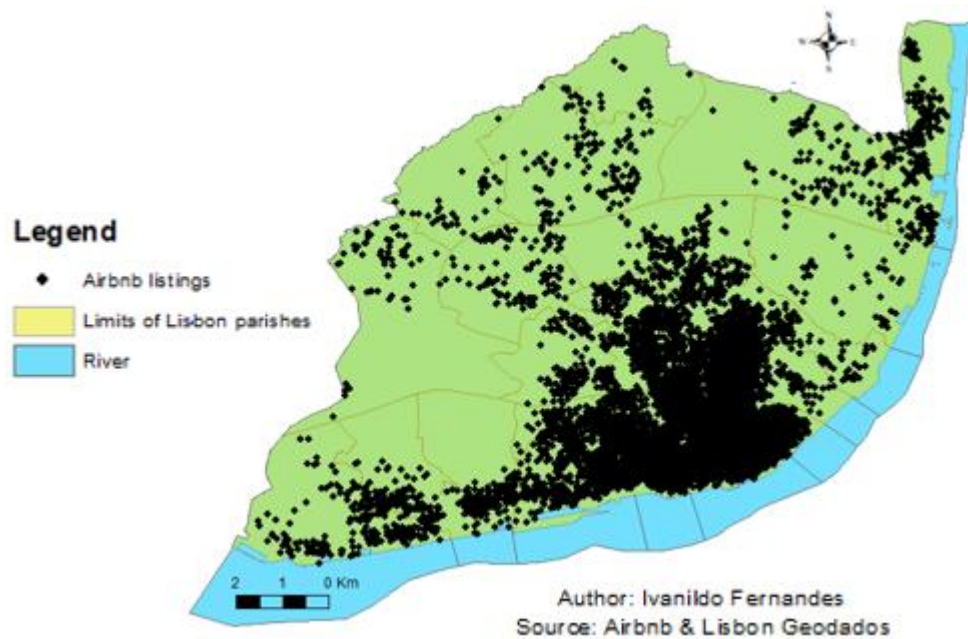 N
W
E
S
Legend
Airbnb listings
Limits of Lisbon parishes
River
2 1 0 Km
Author: Ivanildo Fernandes
Source: Airbnb & Lisbon Geodados